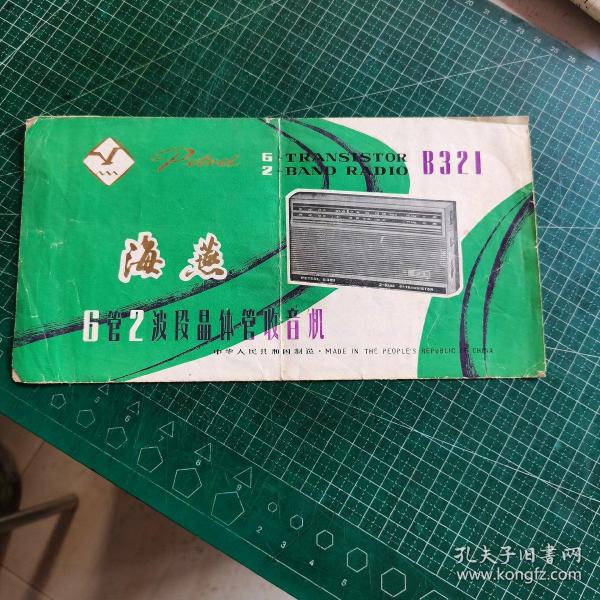 Petrel
6-TRANSISTOR
2-BAND RADIO B321
海燕
6管2波段晶体管收音机
中华人民共和国制造·MADE IN THE PEOPLE'S REPUBLIC OF CHINA
孔夫子旧书网
www.kongfz.com